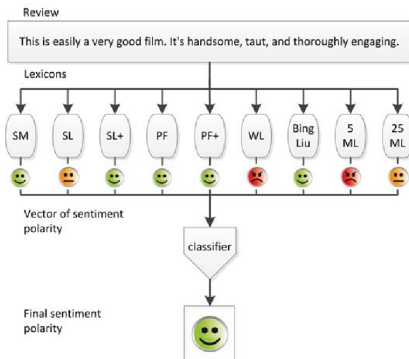 Review
This is easily a very good film. It's handsome, taut, and thoroughly engaging.
Lexicons
SM
SL
SL+
PF
PF+
WL
Bing
Liu
5
ML
25
ML
Vector of sentiment
polarity
classifier
Final sentiment
polarity